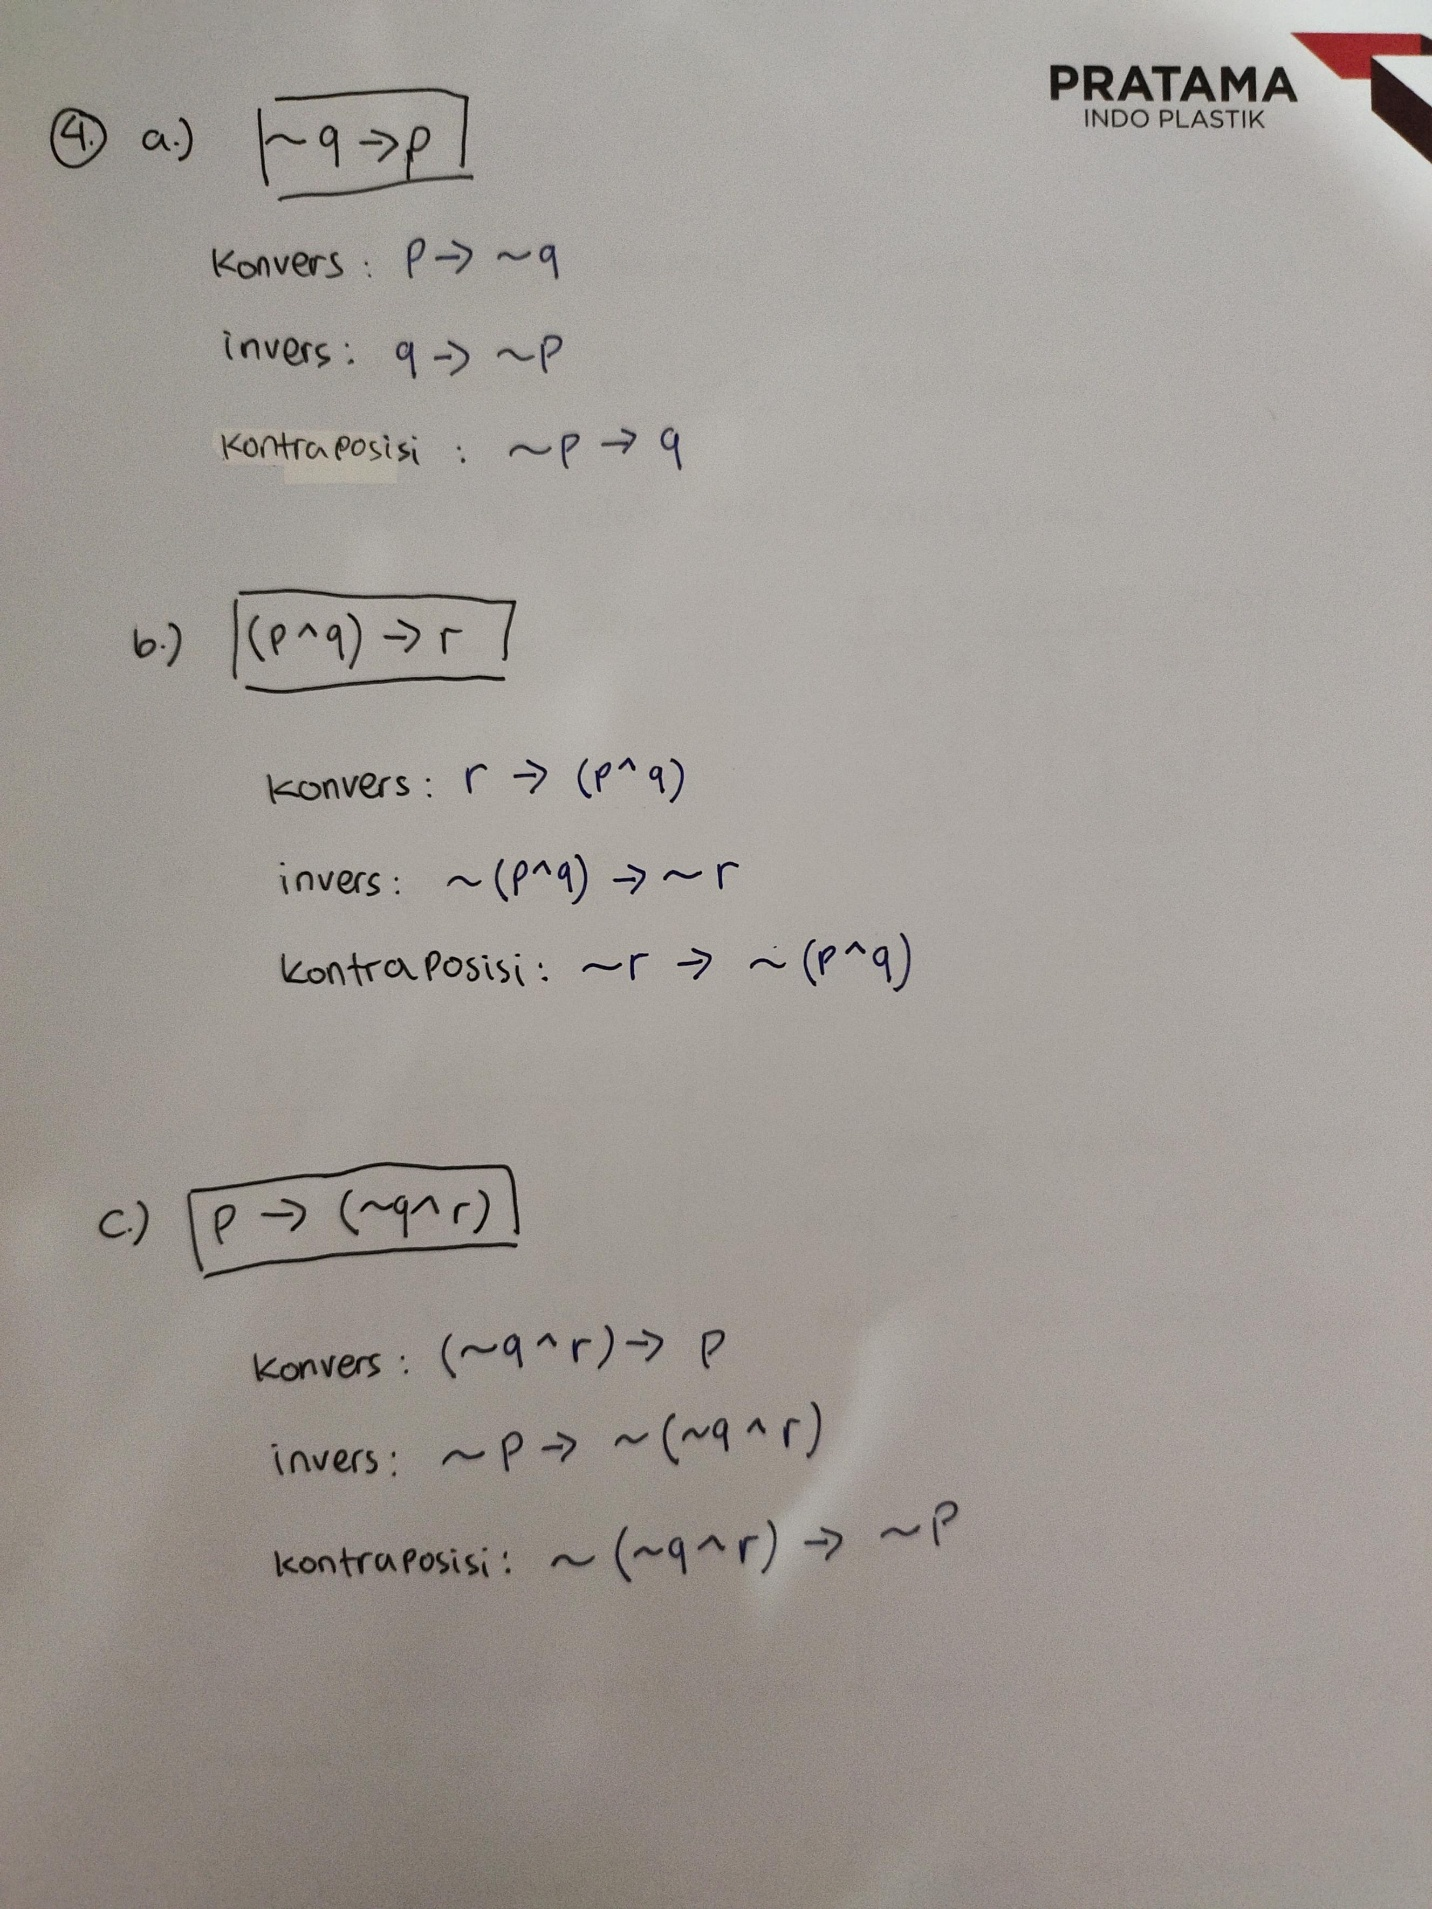 PRATAMA
INDO PLASTIK
4. a.) ~q → p
Konvers : p → ~q
invers : q → ~p
Kontraposisi : ~p → q
b.) (p ^ q) → r
Konvers : r → (p ^ q)
invers : ~(p ^ q) → ~r
Kontraposisi : ~r → ~(p ^ q)
c.) p → (~q ^ r)
Konvers : (~q ^ r) → p
invers : ~p → ~(~q ^ r)
Kontraposisi : ~(~q ^ r) → ~p